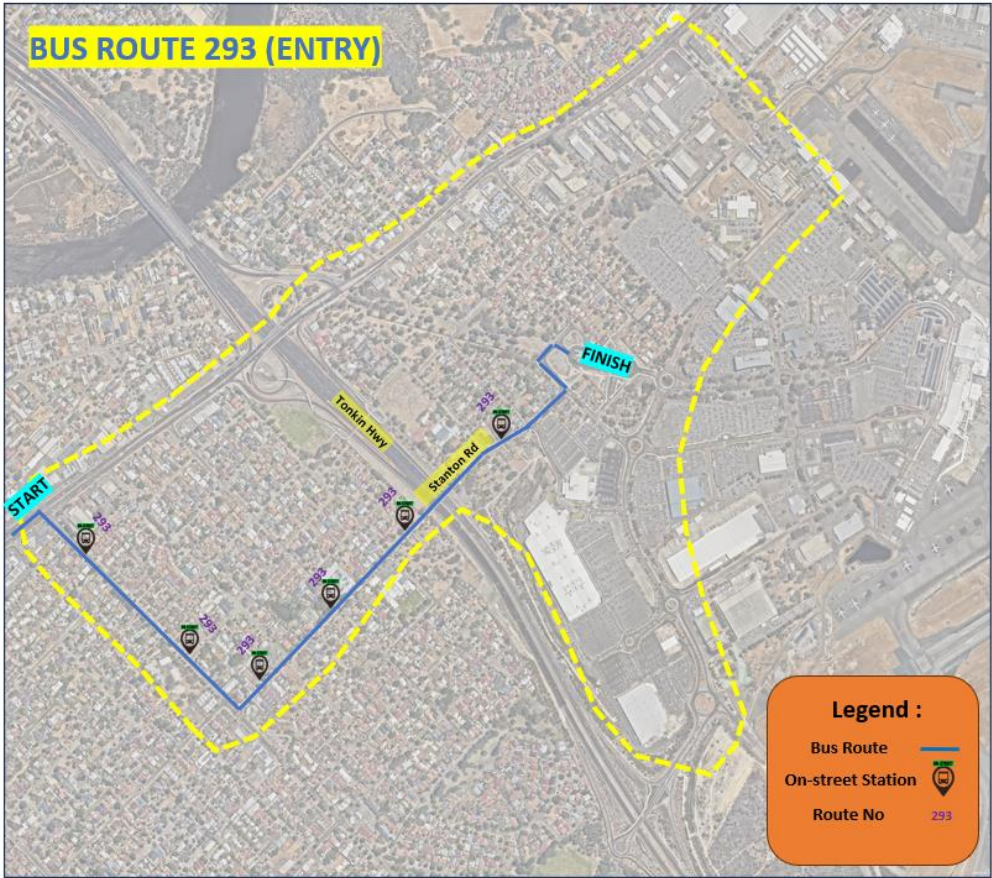 BUS ROUTE 293 (ENTRY)
FINISH
293
Tonkin Hwy
Stanton Rd
START
293
293
293
293
293
Legend :
Bus Route
On-street Station
Route No
293